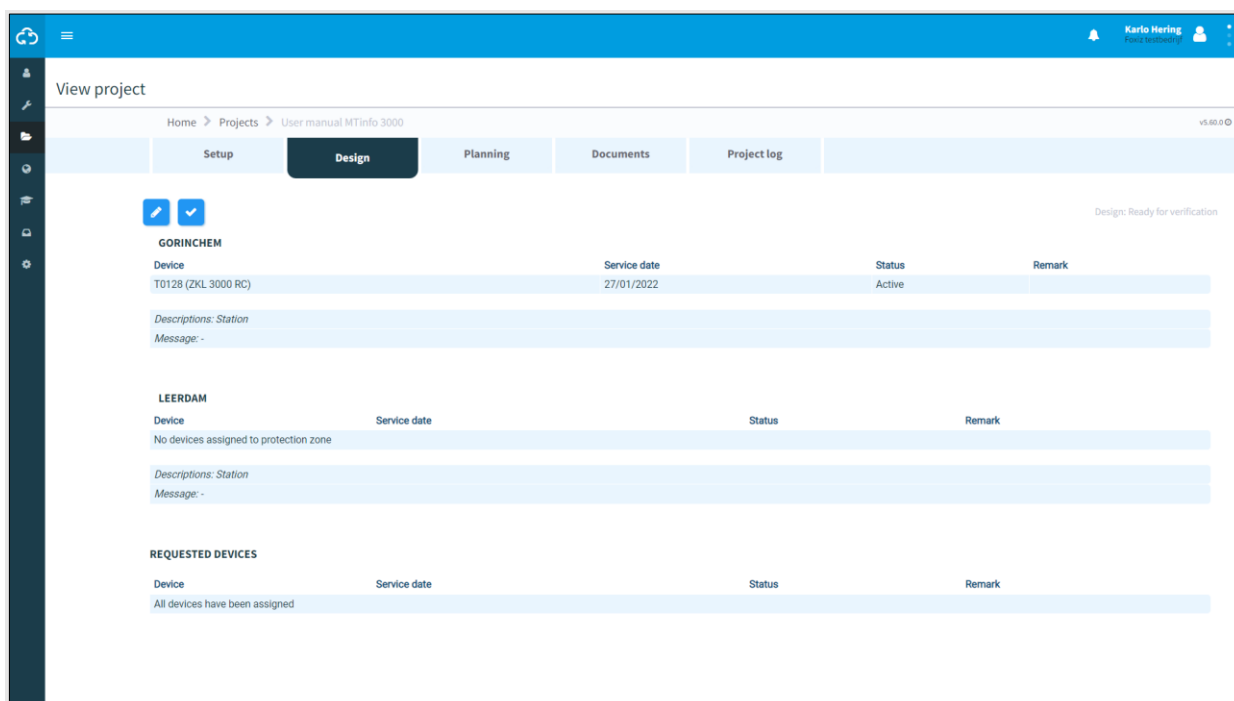 Karlo Hering
Foxiz testbedrijf
View project
Home Projects User manual MTinfo 3000
v5.60.0
Setup Design Planning Documents Project log
Design: Ready for verification
GORINCHEM
Device Service date Status Remark
T0128 (ZKL 3000 RC) 27/01/2022 Active
Descriptions: Station
Message: -
LEERDAM
Device Service date Status Remark
No devices assigned to protection zone
Descriptions: Station
Message: -
REQUESTED DEVICES
Device Service date Status Remark
All devices have been assigned